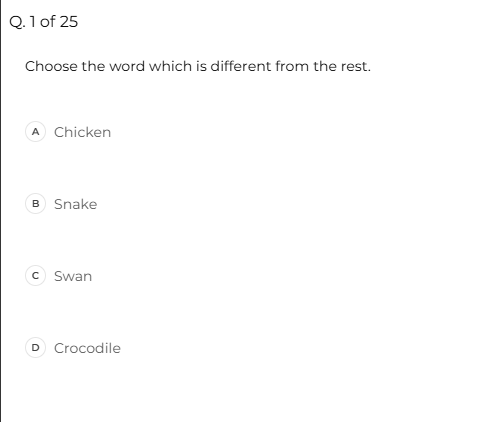 Q. 1 of 25
Choose the word which is different from the rest.
A Chicken
B Snake
C Swan
D Crocodile